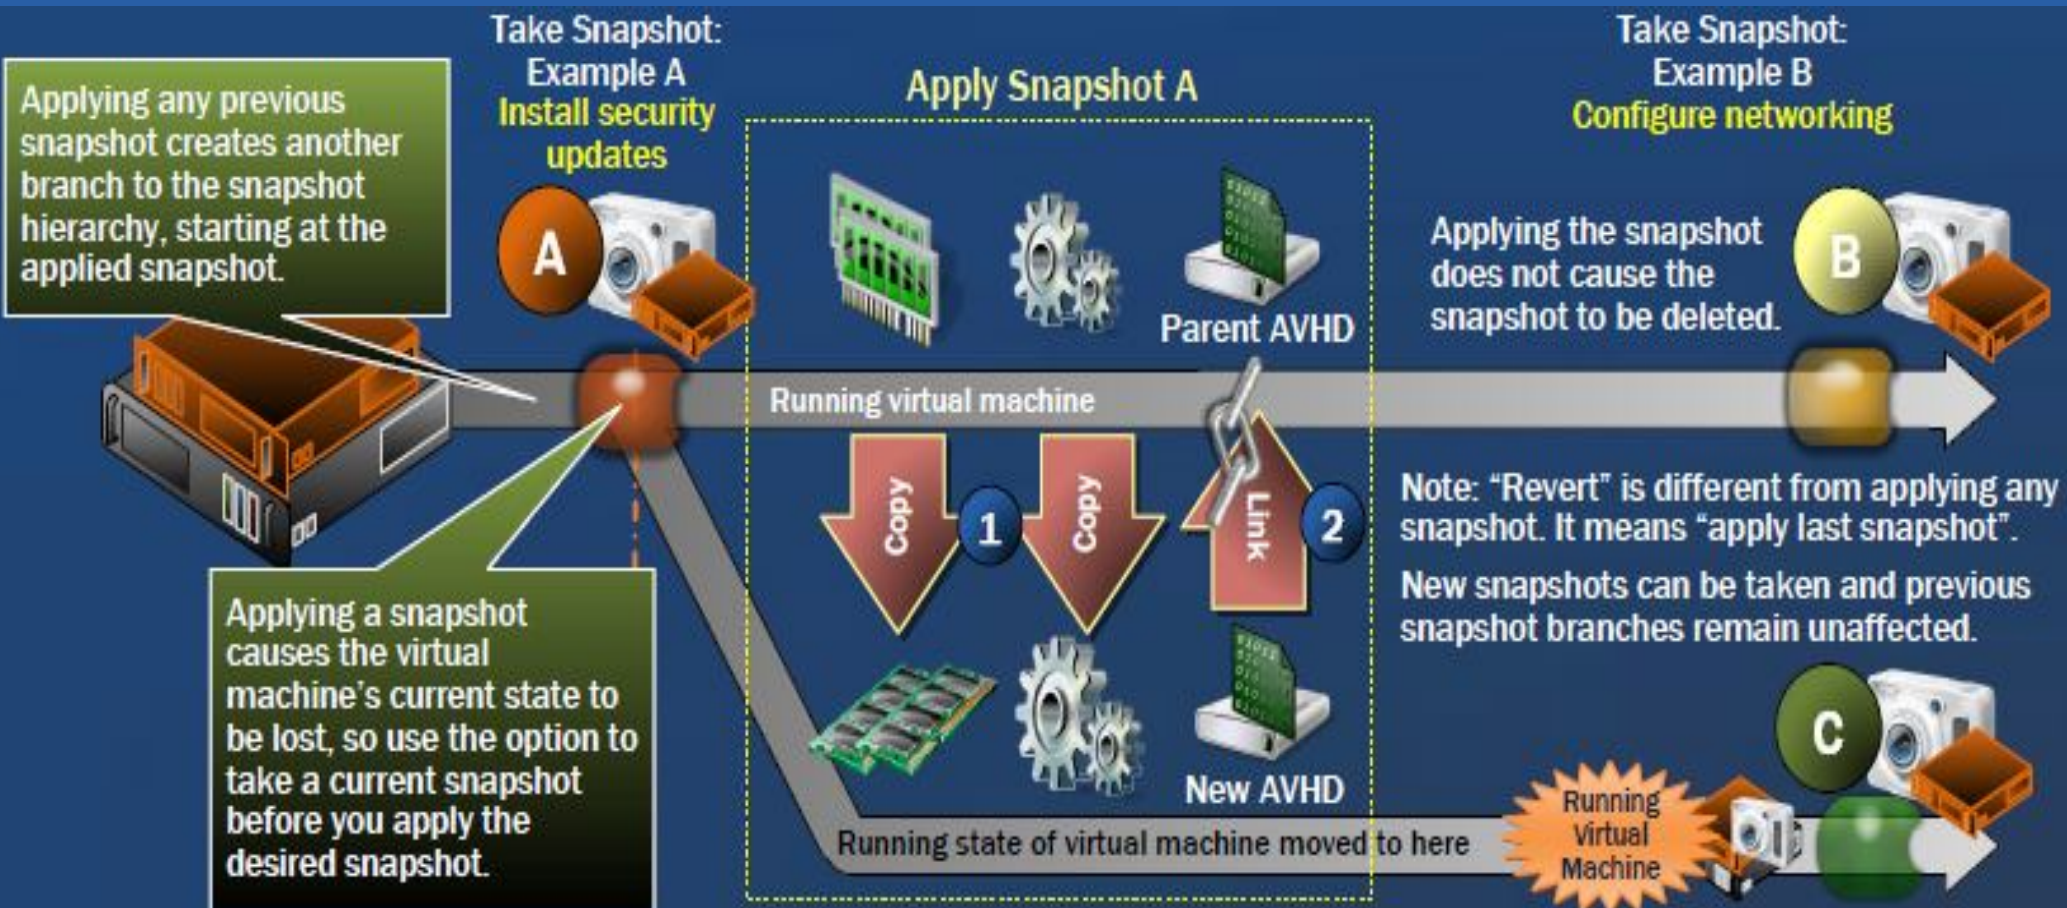 Take Snapshot:
Example A
Install security
updates
Apply Snapshot A
Take Snapshot:
Example B
Configure networking
Applying any previous
snapshot creates another
branch to the snapshot
hierarchy, starting at the
applied snapshot.
A
B
Applying the snapshot
does not cause the
snapshot to be deleted.
Parent AVHD
Running virtual machine
Copy
1
Copy
Link
2
Note: “Revert” is different from applying any
snapshot. It means “apply last snapshot”.
New snapshots can be taken and previous
snapshot branches remain unaffected.
Applying a snapshot
causes the virtual
machine’s current state to
be lost, so use the option to
take a current snapshot
before you apply the
desired snapshot.
New AVHD
C
Running state of virtual machine moved to here
Running
Virtual
Machine